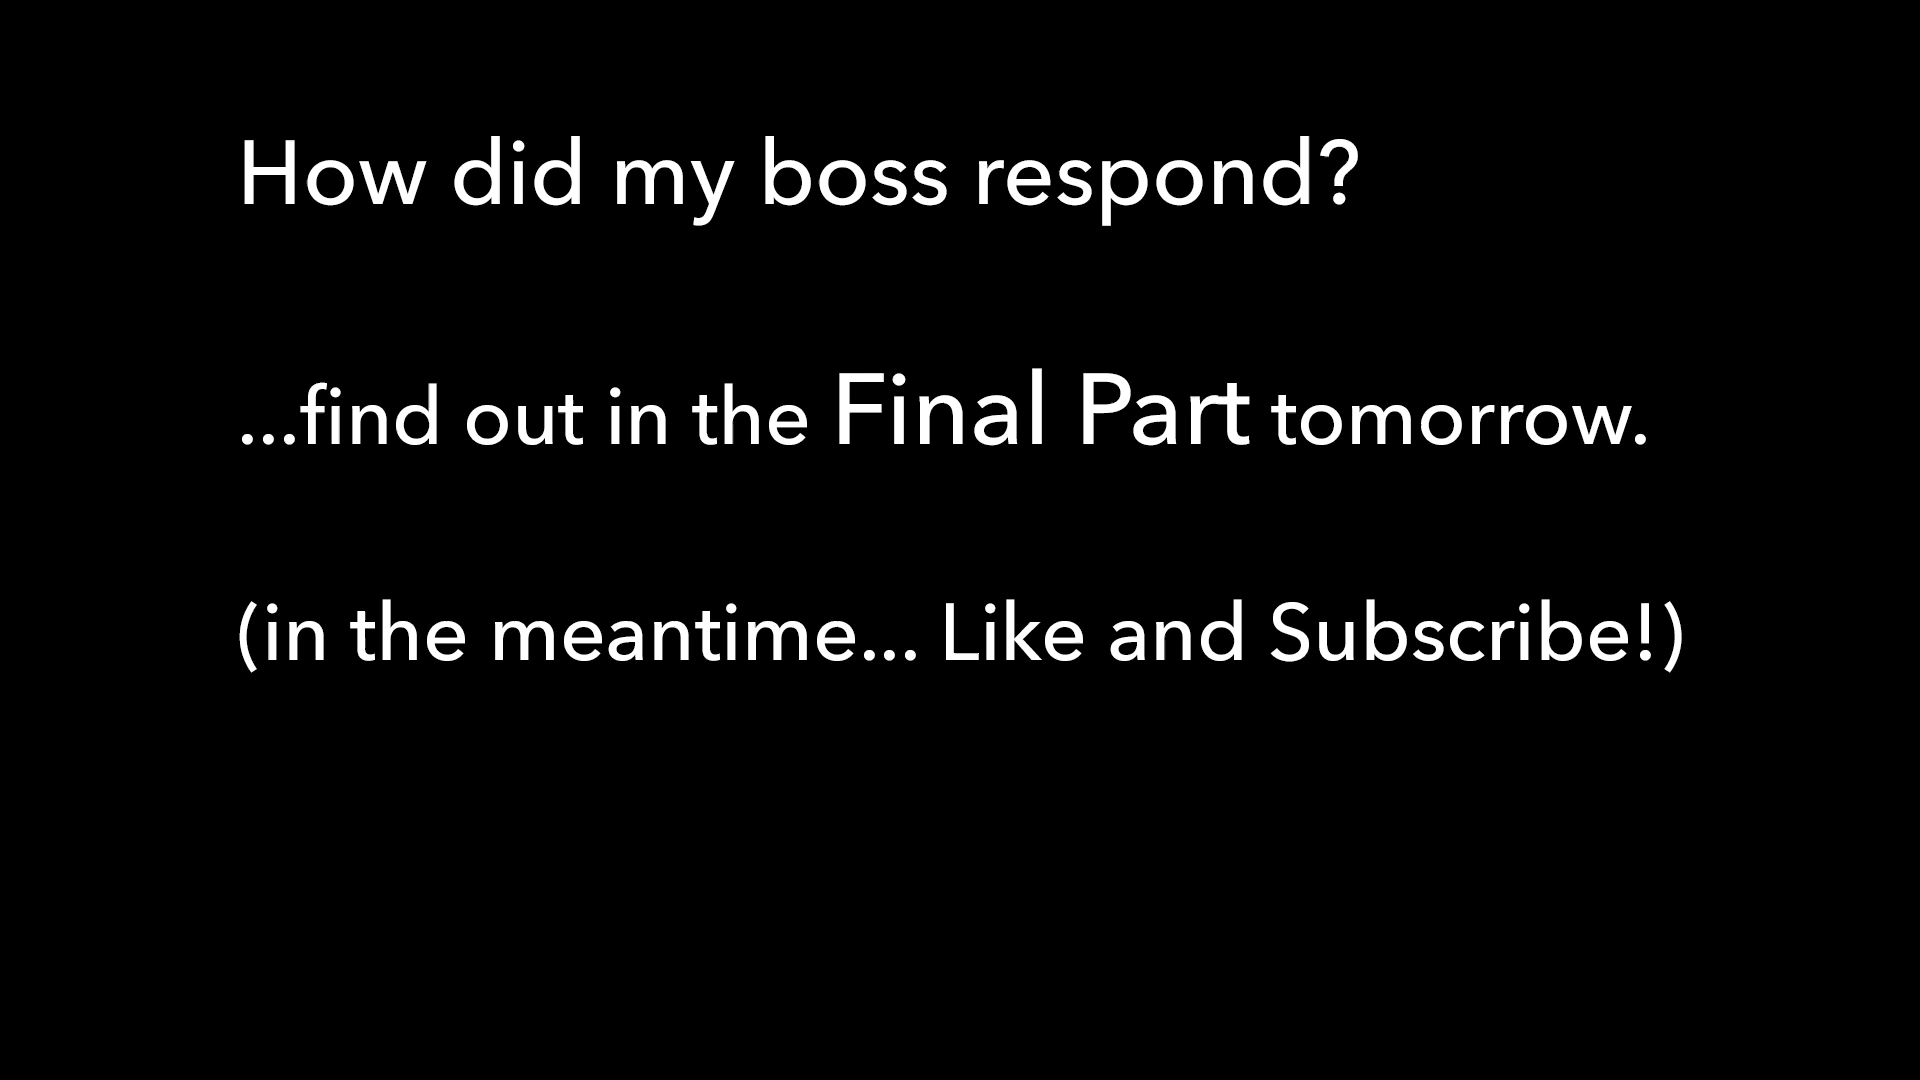 How did my boss respond?
...find out in the Final Part tomorrow.
(in the meantime... Like and Subscribe!)